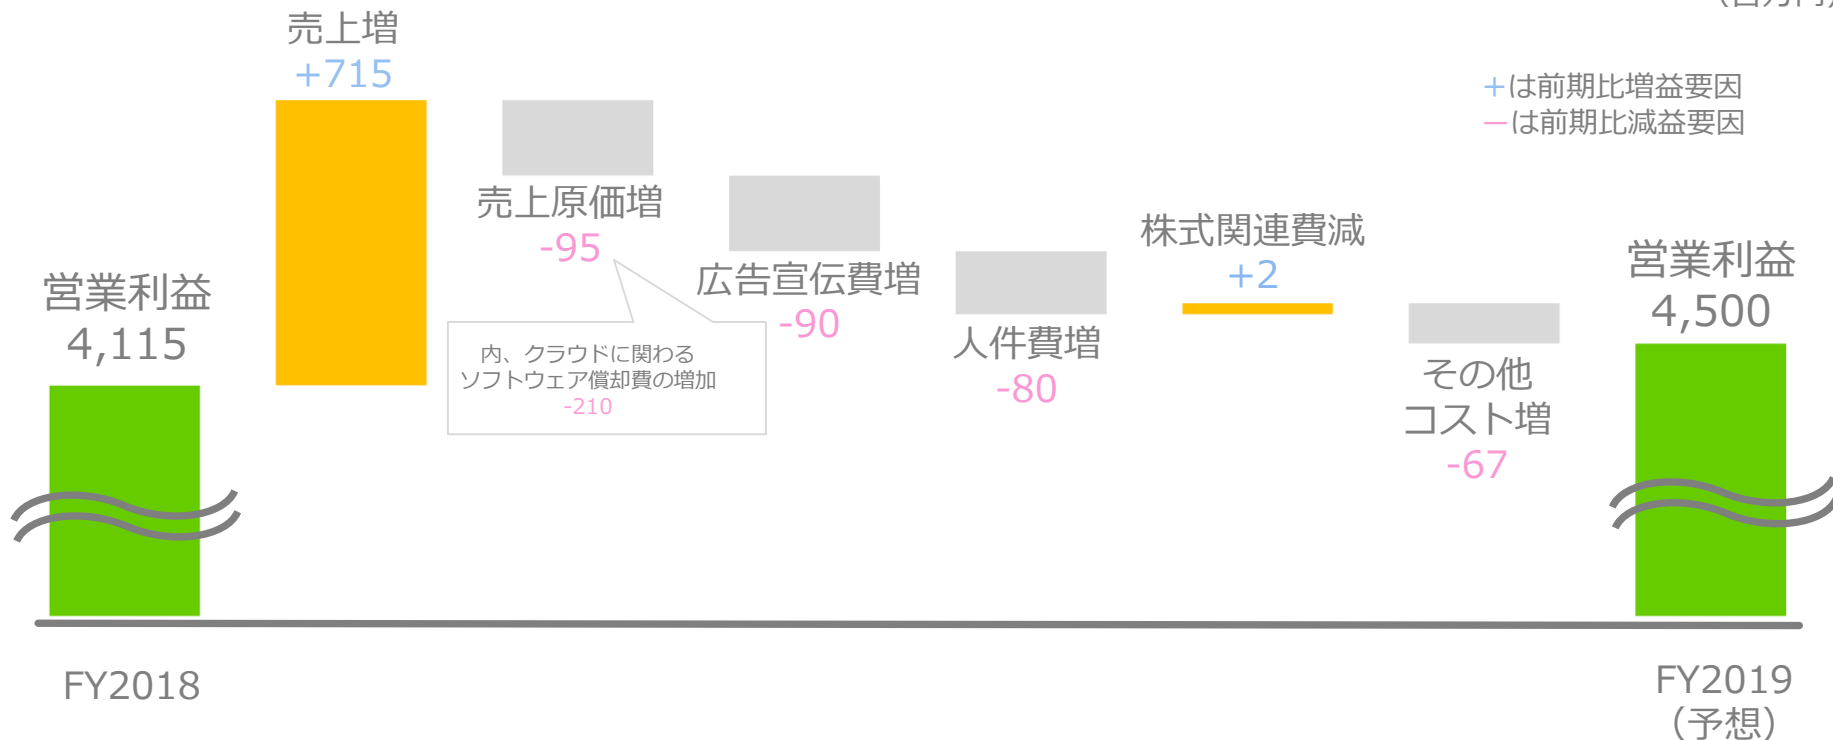 (百万円)
売上増
+715
+は前期比増益要因
−は前期比減益要因
売上原価増
-95
広告宣伝費増
-90
人件費増
-80
株式関連費減
+2
その他
コスト増
-67
営業利益
4,115
営業利益
4,500
内、クラウドに関わる
ソフトウェア償却費の増加
-210
FY2018
FY2019
(予想)